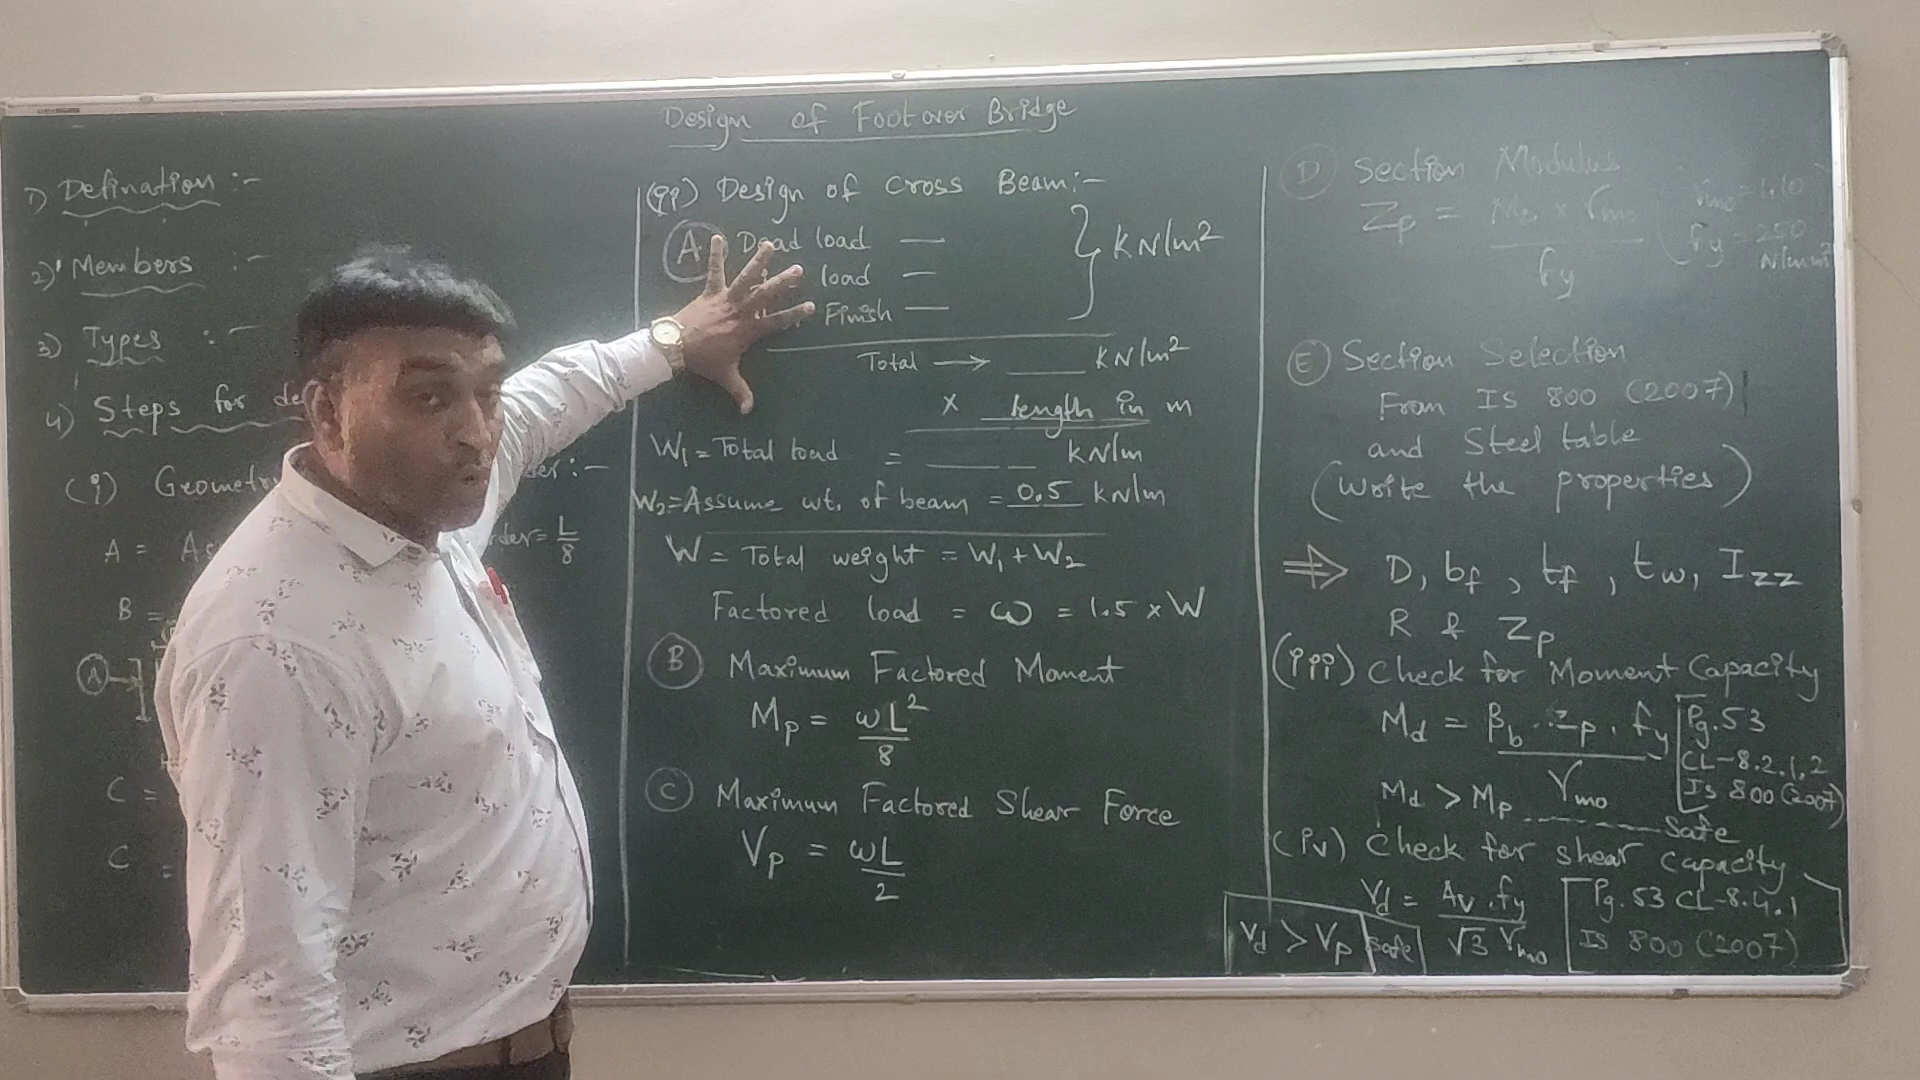 Design of Footover Bridge
1) Defination :-
2) Members :-
3) Types :-
4) Steps for de
(i) Geometry der :-
A = As rder = L/8
B =
(A)
C =
C =
(ii) Design of Cross Beam :-
(A) Dead load — } kN/m²
load —
Finish —
Total → ___ kN/m²
x length in m
W₁ = Total load = ___ __ kN/m
W₂ = Assume wt. of beam = 0.5 kN/m
W = Total weight = W₁ + W₂
Factored load = ω = 1.5 x W
(B) Maximum Factored Moment
Mp = ωL²/8
(C) Maximum Factored Shear Force
Vp = ωL/2
(D) Section Modulus
Zp = Mp x γmo / fy (γmo = 1.10 fy = 250 N/mm²)
(E) Section Selection
From IS 800 (2007)
and Steel table
(Write the properties)
⇒ D, bf, tf, tw, Izz
R & Zp
(iii) Check for Moment Capacity
Md = βb . Zp . fy / γmo [Pg. 53 CL-8.2.1.2 IS 800 (2007)
Md > Mp ------- Safe
(iv) Check for shear capacity
Vd = Av . fy / √3 γmo [Pg. 53 CL-8.4.1 IS 800 (2007)
Vd > Vp Safe